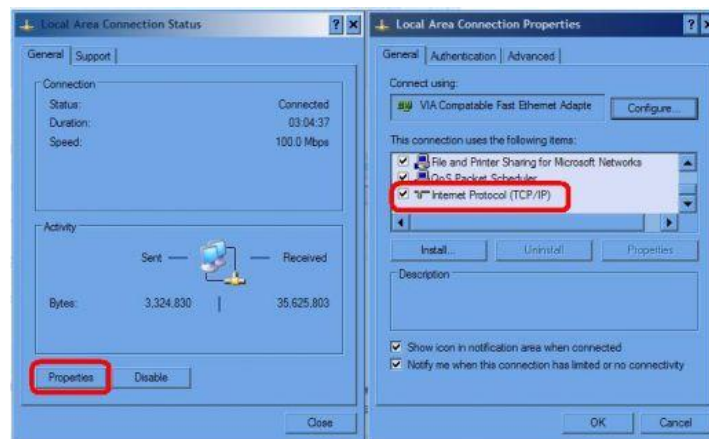 Local Area Connection Status
General Support
Connection
Status: Connected
Duration: 03:04:37
Speed: 100.0 Mbps
Activity
Sent Received
Bytes: 3,324,830 35,625,803
Properties Disable
Close
Local Area Connection Properties
General Authentication Advanced
Connect using:
VIA Compatable Fast Ethernet Adapte Configure...
This connection uses the following items:
File and Printer Sharing for Microsoft Networks
QoS Packet Scheduler
Internet Protocol (TCP/IP)
Install... Uninstall Properties
Description
Show icon in notification area when connected
Notify me when this connection has limited or no connectivity
OK Cancel